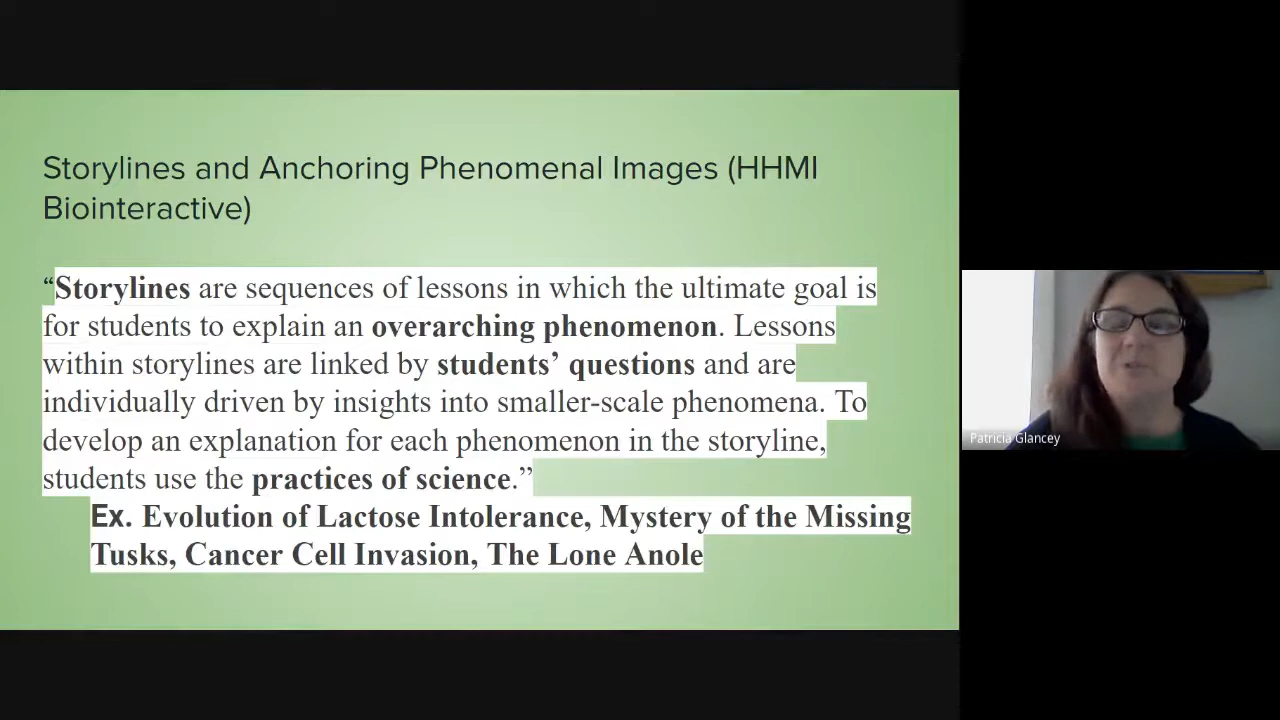 Storylines and Anchoring Phenomenal Images (HHMI
Biointeractive)
“Storylines are sequences of lessons in which the ultimate goal is
for students to explain an overarching phenomenon. Lessons
within storylines are linked by students’ questions and are
individually driven by insights into smaller-scale phenomena. To
develop an explanation for each phenomenon in the storyline,
students use the practices of science.”
Ex. Evolution of Lactose Intolerance, Mystery of the Missing
Tusks, Cancer Cell Invasion, The Lone Anole
Patricia Glancey